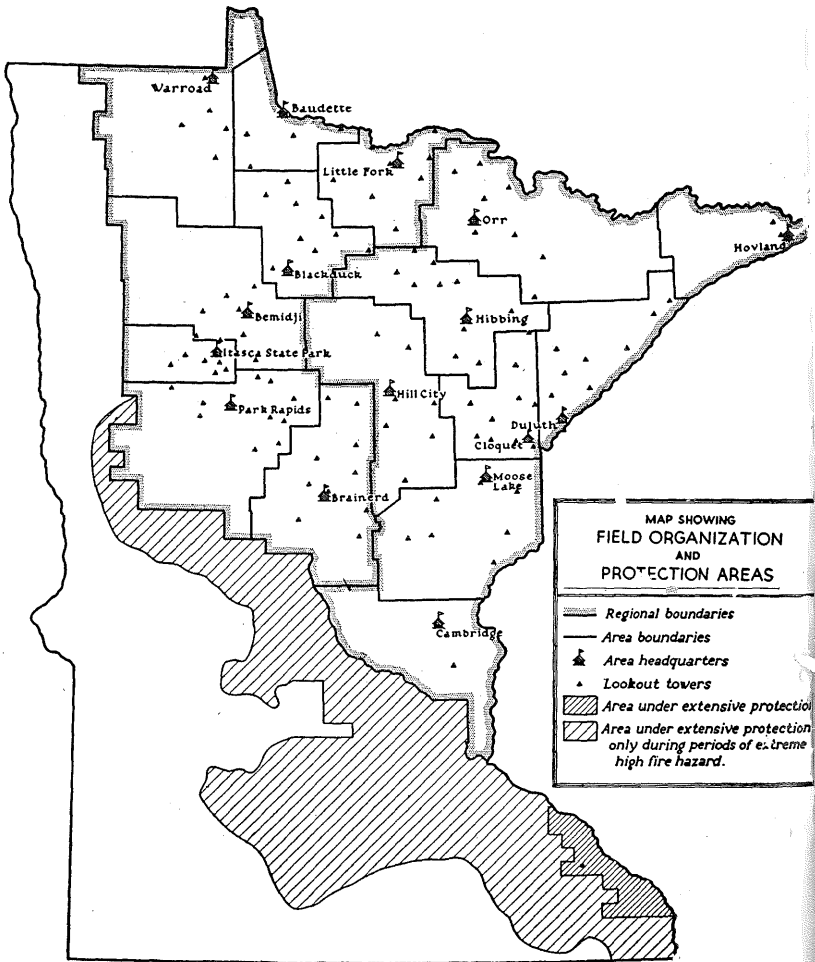 Warroad
Baudette
Little Fork
Orr
Hovland
Blackduck
Bemidji
Hibbing
Itasca State Park
Hill City
Park Rapids
Duluth
Cloquet
Moose
Lake
Brainerd
Cambridge
MAP SHOWING
FIELD ORGANIZATION
AND
PROTECTION AREAS
Regional boundaries
Area boundaries
Area headquarters
Lookout towers
Area under extensive protection
Area under extensive protection
only during periods of extreme
high fire hazard.